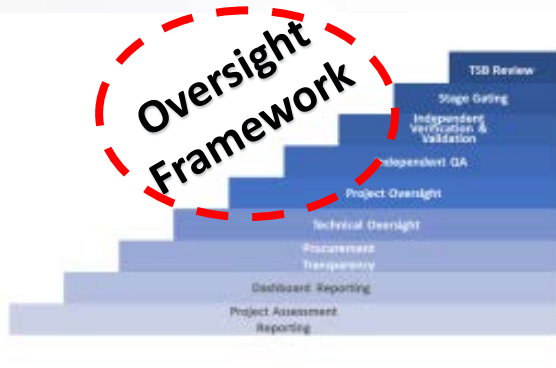 Oversight
Framework
TSB Review
Stage Gating
Independent
Verification &
Validation
Independent QA
Project Oversight
Technical Oversight
Procurement
Transparency
Dashboard Reporting
Project Assessment
Reporting